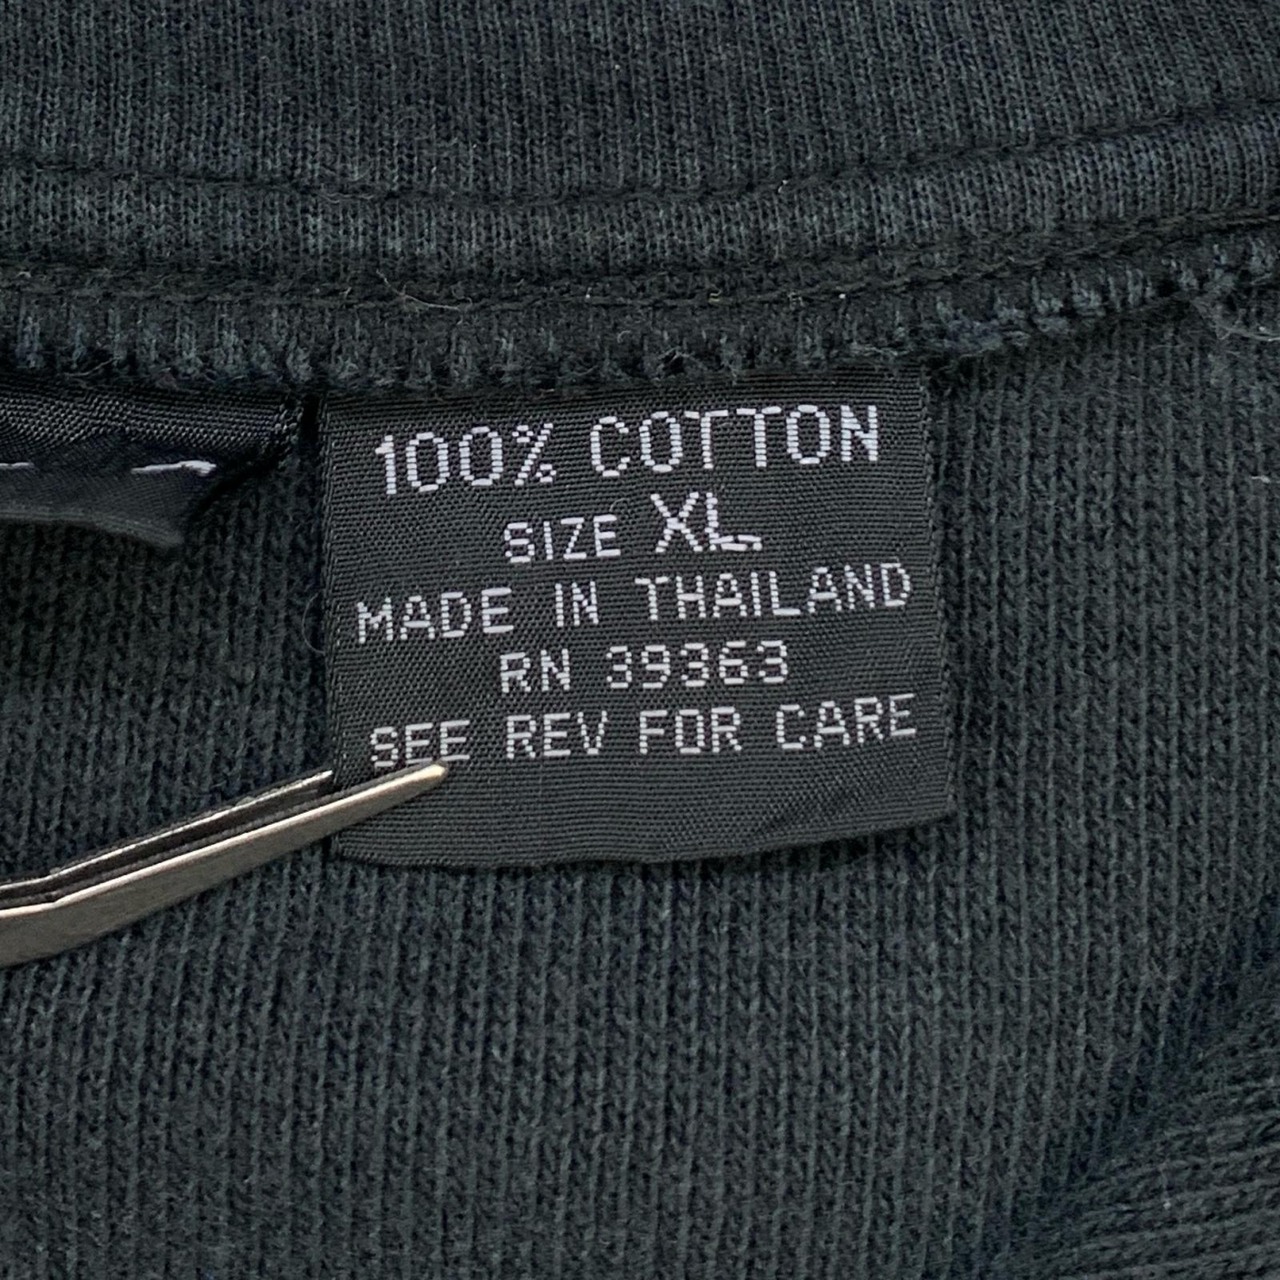 100% COTTON
SIZE XL
MADE IN THAILAND
RN 39363
SEE REV FOR CARE